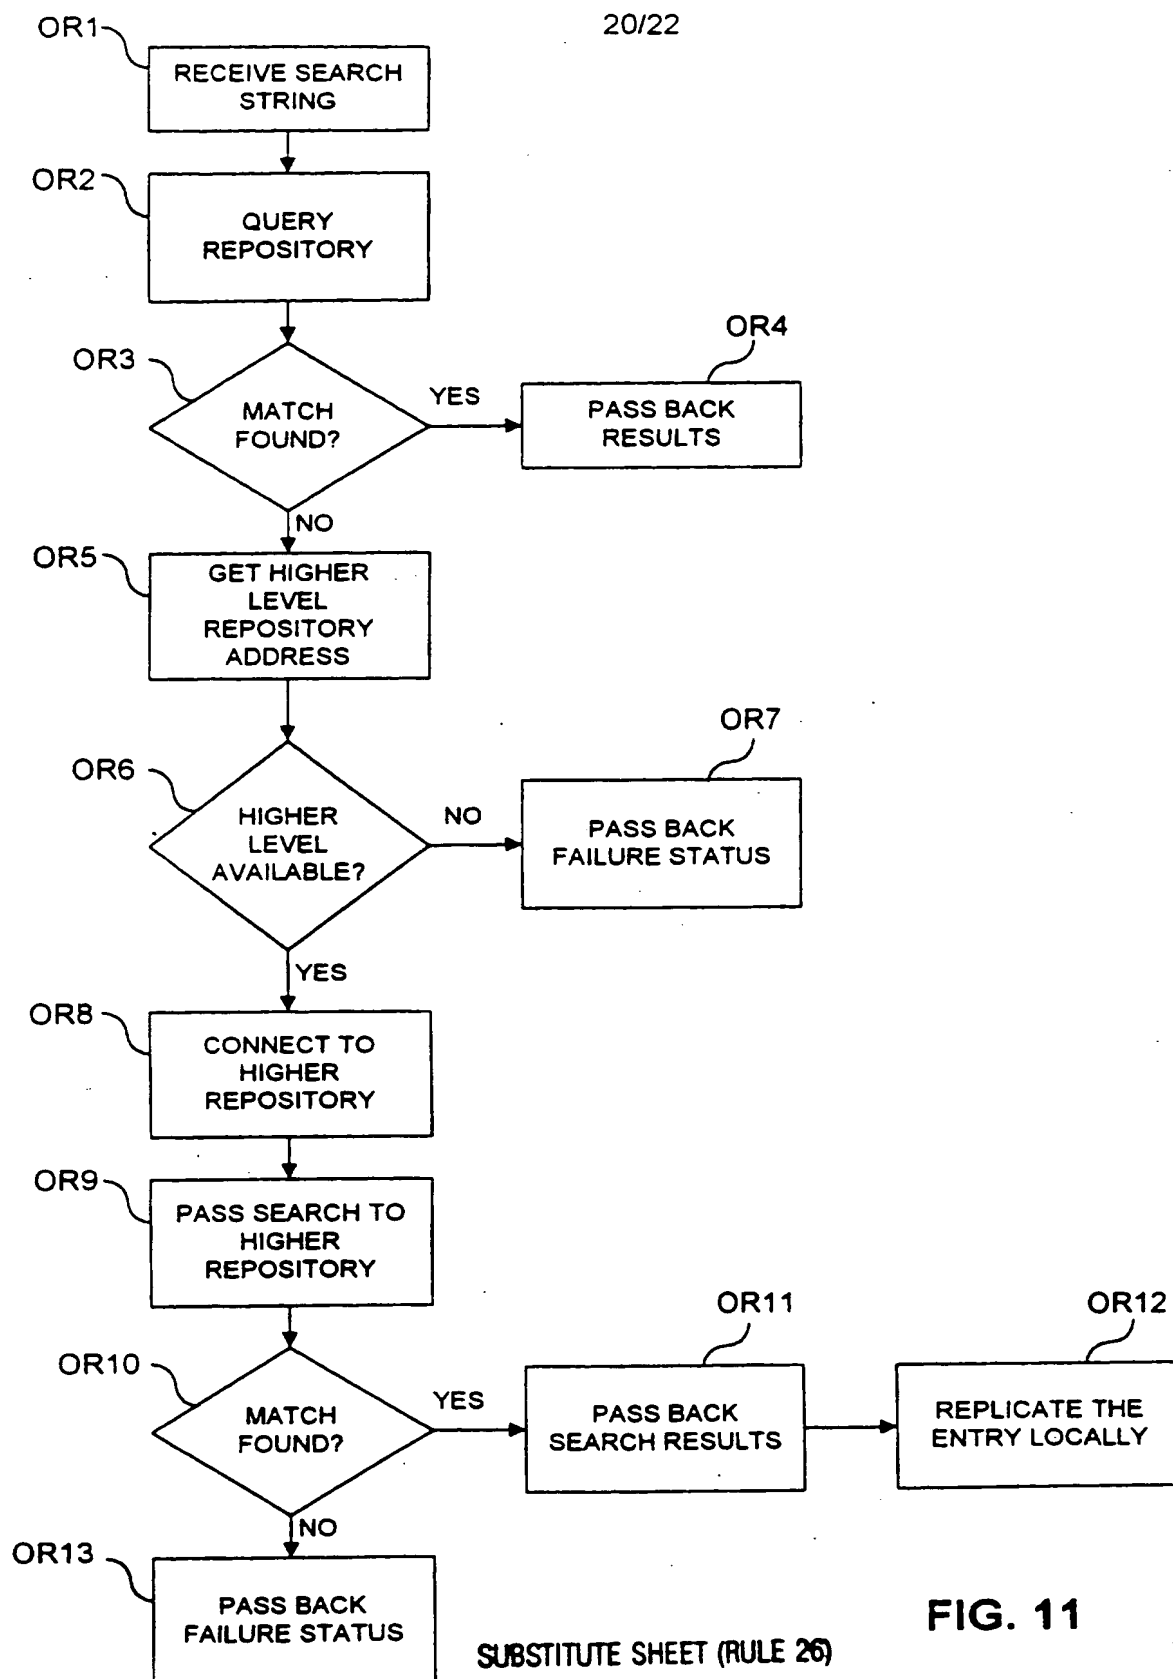 20/22
OR1
RECEIVE SEARCH
STRING
OR2
QUERY
REPOSITORY
OR3
MATCH
FOUND?
YES
OR4
PASS BACK
RESULTS
NO
OR5
GET HIGHER
LEVEL
REPOSITORY
ADDRESS
OR6
HIGHER
LEVEL
AVAILABLE?
NO
OR7
PASS BACK
FAILURE STATUS
YES
OR8
CONNECT TO
HIGHER
REPOSITORY
OR9
PASS SEARCH TO
HIGHER
REPOSITORY
OR10
MATCH
FOUND?
YES
OR11
PASS BACK
SEARCH RESULTS
OR12
REPLICATE THE
ENTRY LOCALLY
NO
OR13
PASS BACK
FAILURE STATUS
FIG. 11
SUBSTITUTE SHEET (RULE 26)